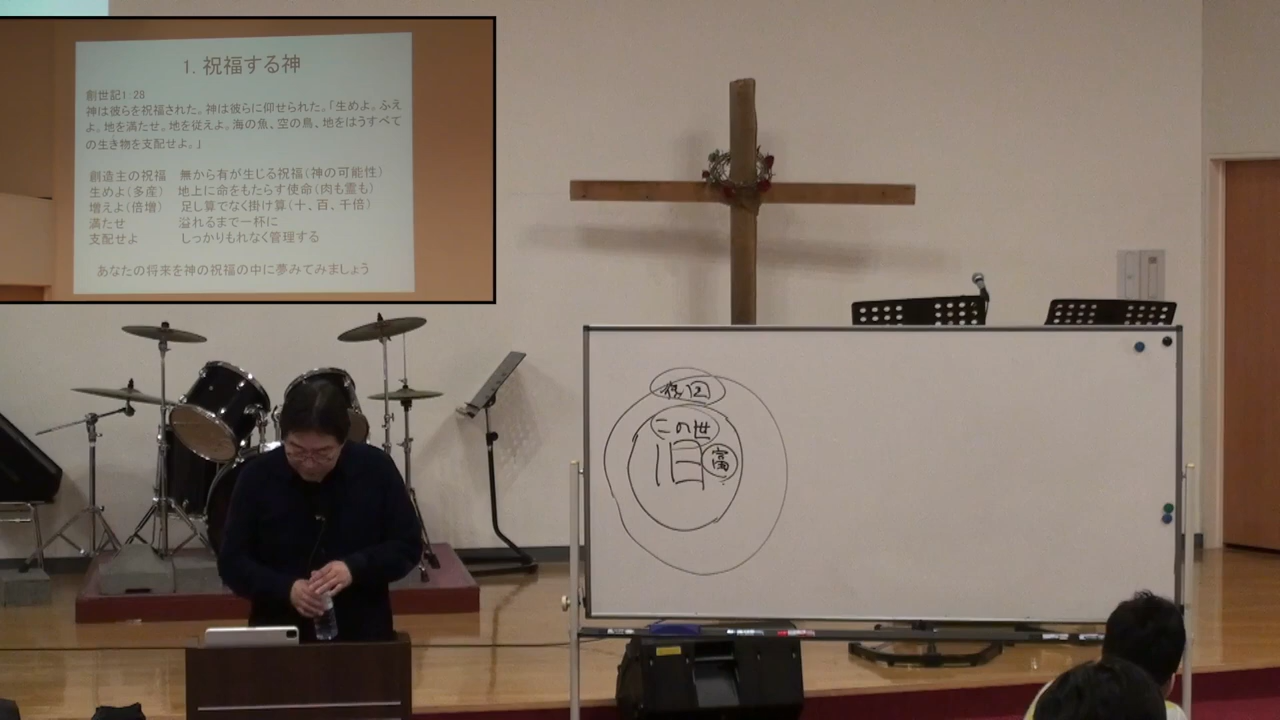 1. 祝福する神
創世記1:28
神は彼らを祝福された。神は彼らに仰せられた。「生めよ。ふえ
よ。地を満たせ。地を従えよ。海の魚、空の鳥、地をはうすべて
の生き物を支配せよ。」
創造主の祝福 無から有が生じる祝福(神の可能性)
生めよ(多産) 地上に命をもたらす使命(肉も霊も)
増えよ(倍増) 足し算でなく掛け算(十、百、千倍)
満たせ 溢れるまで一杯に
支配せよ しっかりもれなく管理する
あなたの将来を神の祝福の中に夢みてみましょう
この世
旧
富